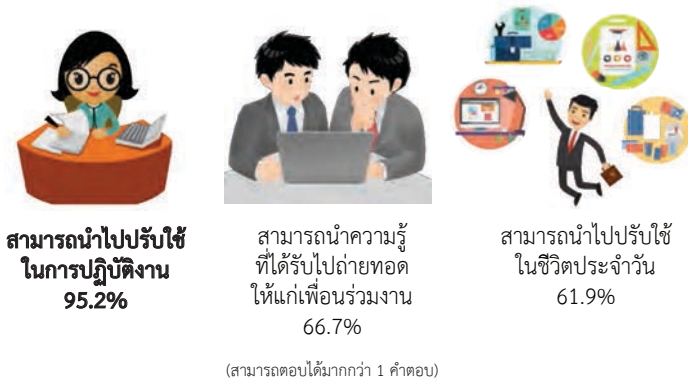 สามารถนำไปปรับใช้
ในการปฏิบัติงาน
95.2%
สามารถนำความรู้
ที่ได้รับไปถ่ายทอด
ให้แก่เพื่อนร่วมงาน
66.7%
สามารถนำไปปรับใช้
ในชีวิตประจำวัน
61.9%
(สามารถตอบได้มากกว่า 1 คำตอบ)